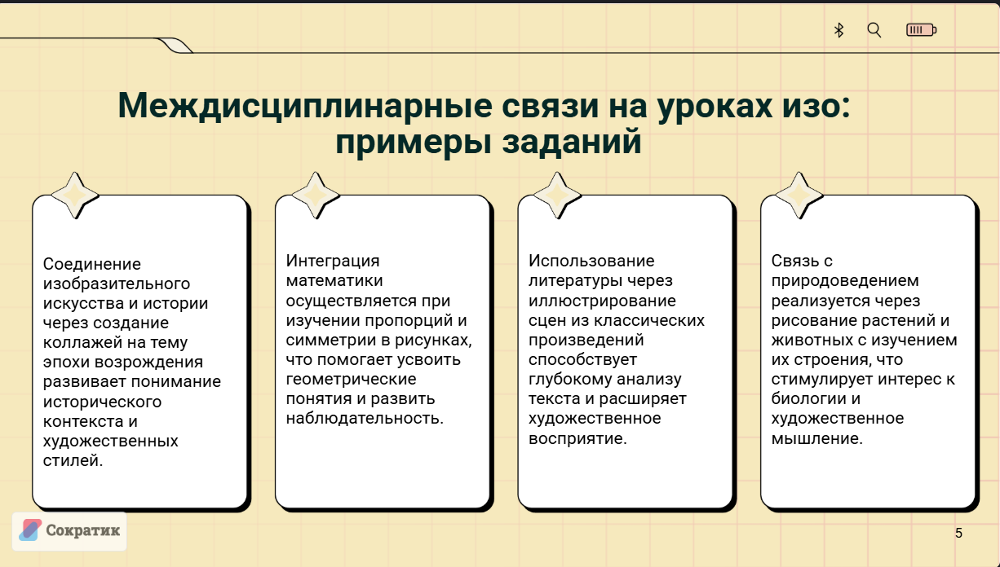 Междисциплинарные связи на уроках изо:
примеры заданий
Соединение
изобразительного
искусства и истории
через создание
коллажей на тему
эпохи возрождения
развивает понимание
исторического
контекста и
художественных
стилей.
Интеграция
математики
осуществляется при
изучении пропорций и
симметрии в рисунках,
что помогает усвоить
геометрические
понятия и развить
наблюдательность.
Использование
литературы через
иллюстрирование
сцен из классических
произведений
способствует
глубокому анализу
текста и расширяет
художественное
восприятие.
Связь с
природоведением
реализуется через
рисование растений и
животных с изучением
их строения, что
стимулирует интерес к
биологии и
художественное
мышление.
Сократик
5